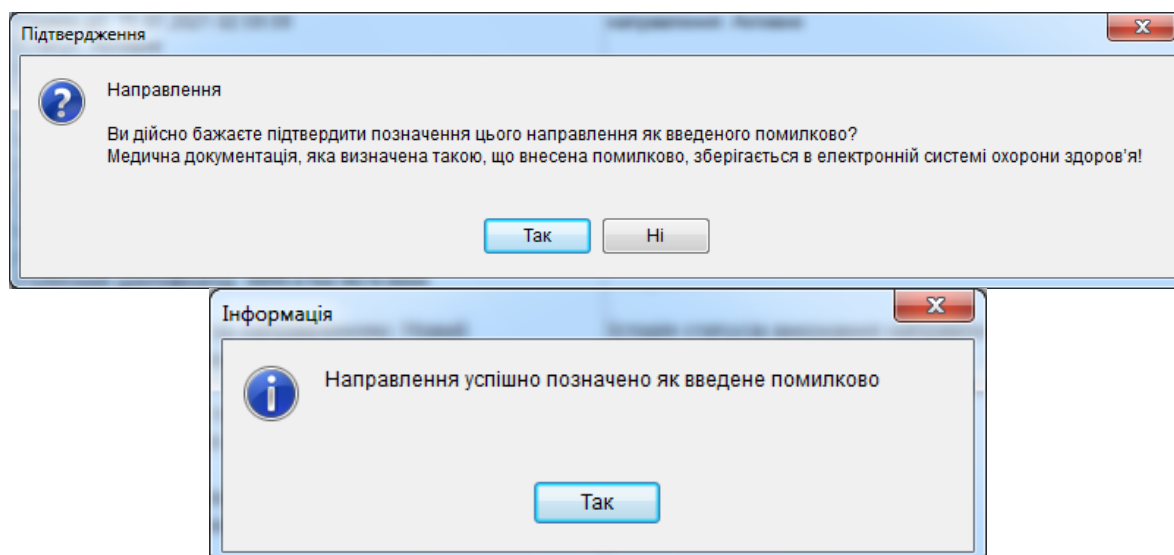 Підтвердження
Направлення
Ви дійсно бажаєте підтвердити позначення цього направлення як введеного помилково?
Медична документація, яка визначена такою, що внесена помилково, зберігається в електронній системі охорони здоров'я!
Так
Ні
Інформація
Направлення успішно позначено як введене помилково
Так